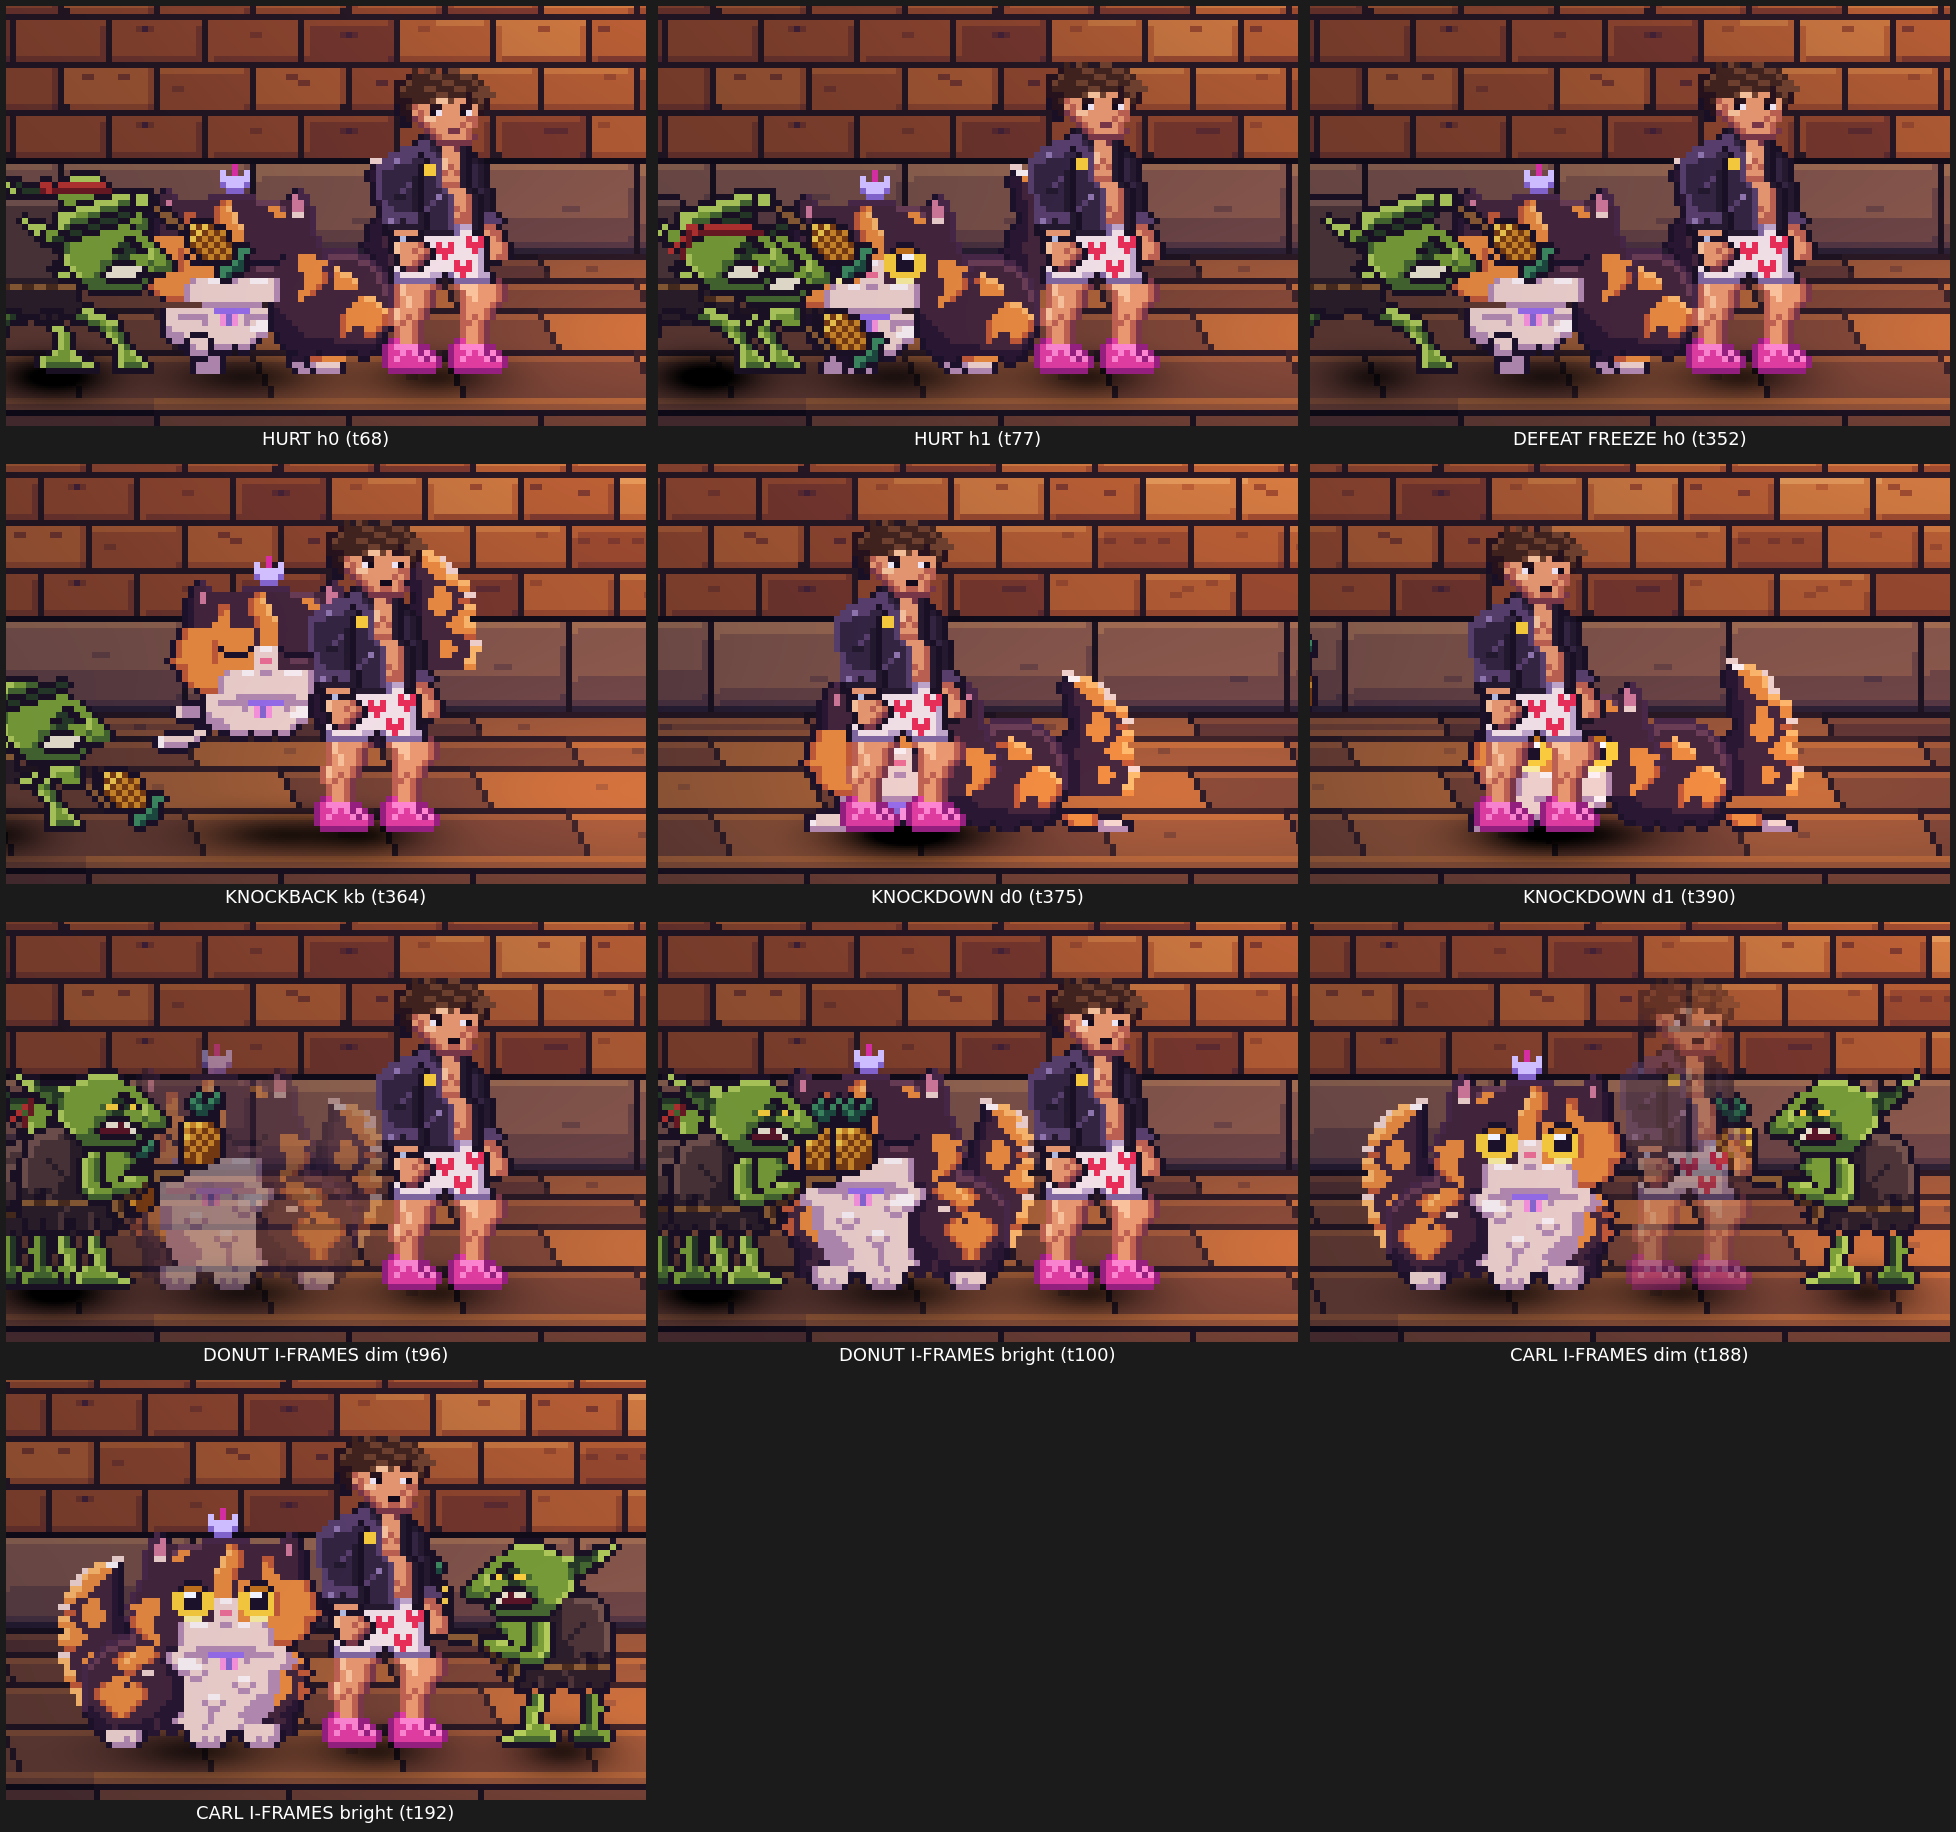 HURT h0 (t68)
HURT h1 (t77)
DEFEAT FREEZE h0 (t352)
KNOCKBACK kb (t364)
KNOCKDOWN d0 (t375)
KNOCKDOWN d1 (t390)
DONUT I-FRAMES dim (t96)
DONUT I-FRAMES bright (t100)
CARL I-FRAMES dim (t188)
CARL I-FRAMES bright (t192)